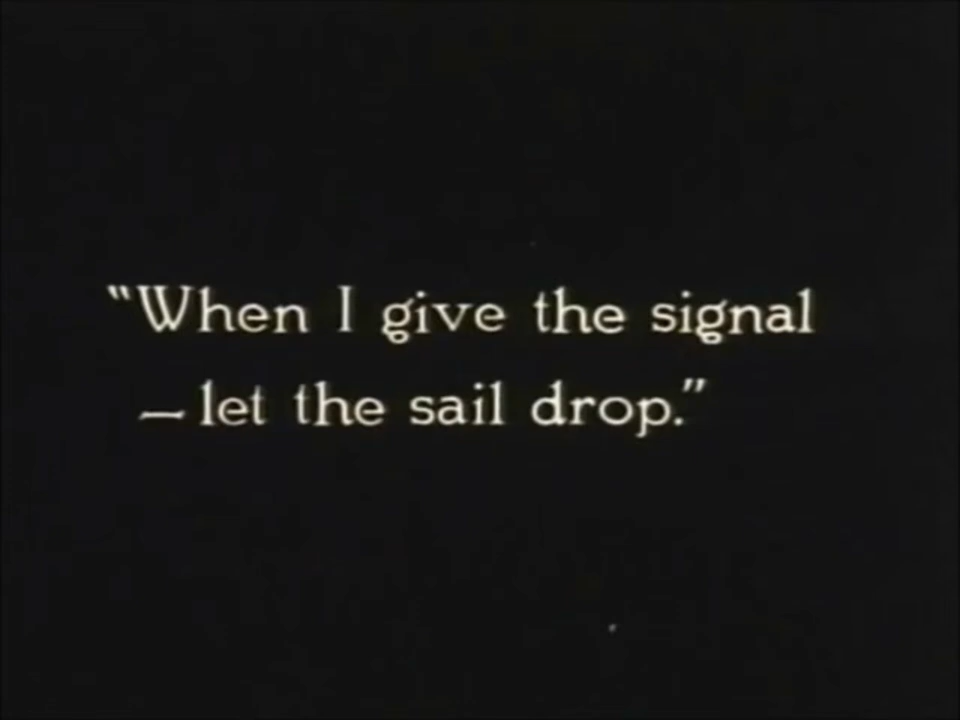 “When I give the signal
— let the sail drop.”